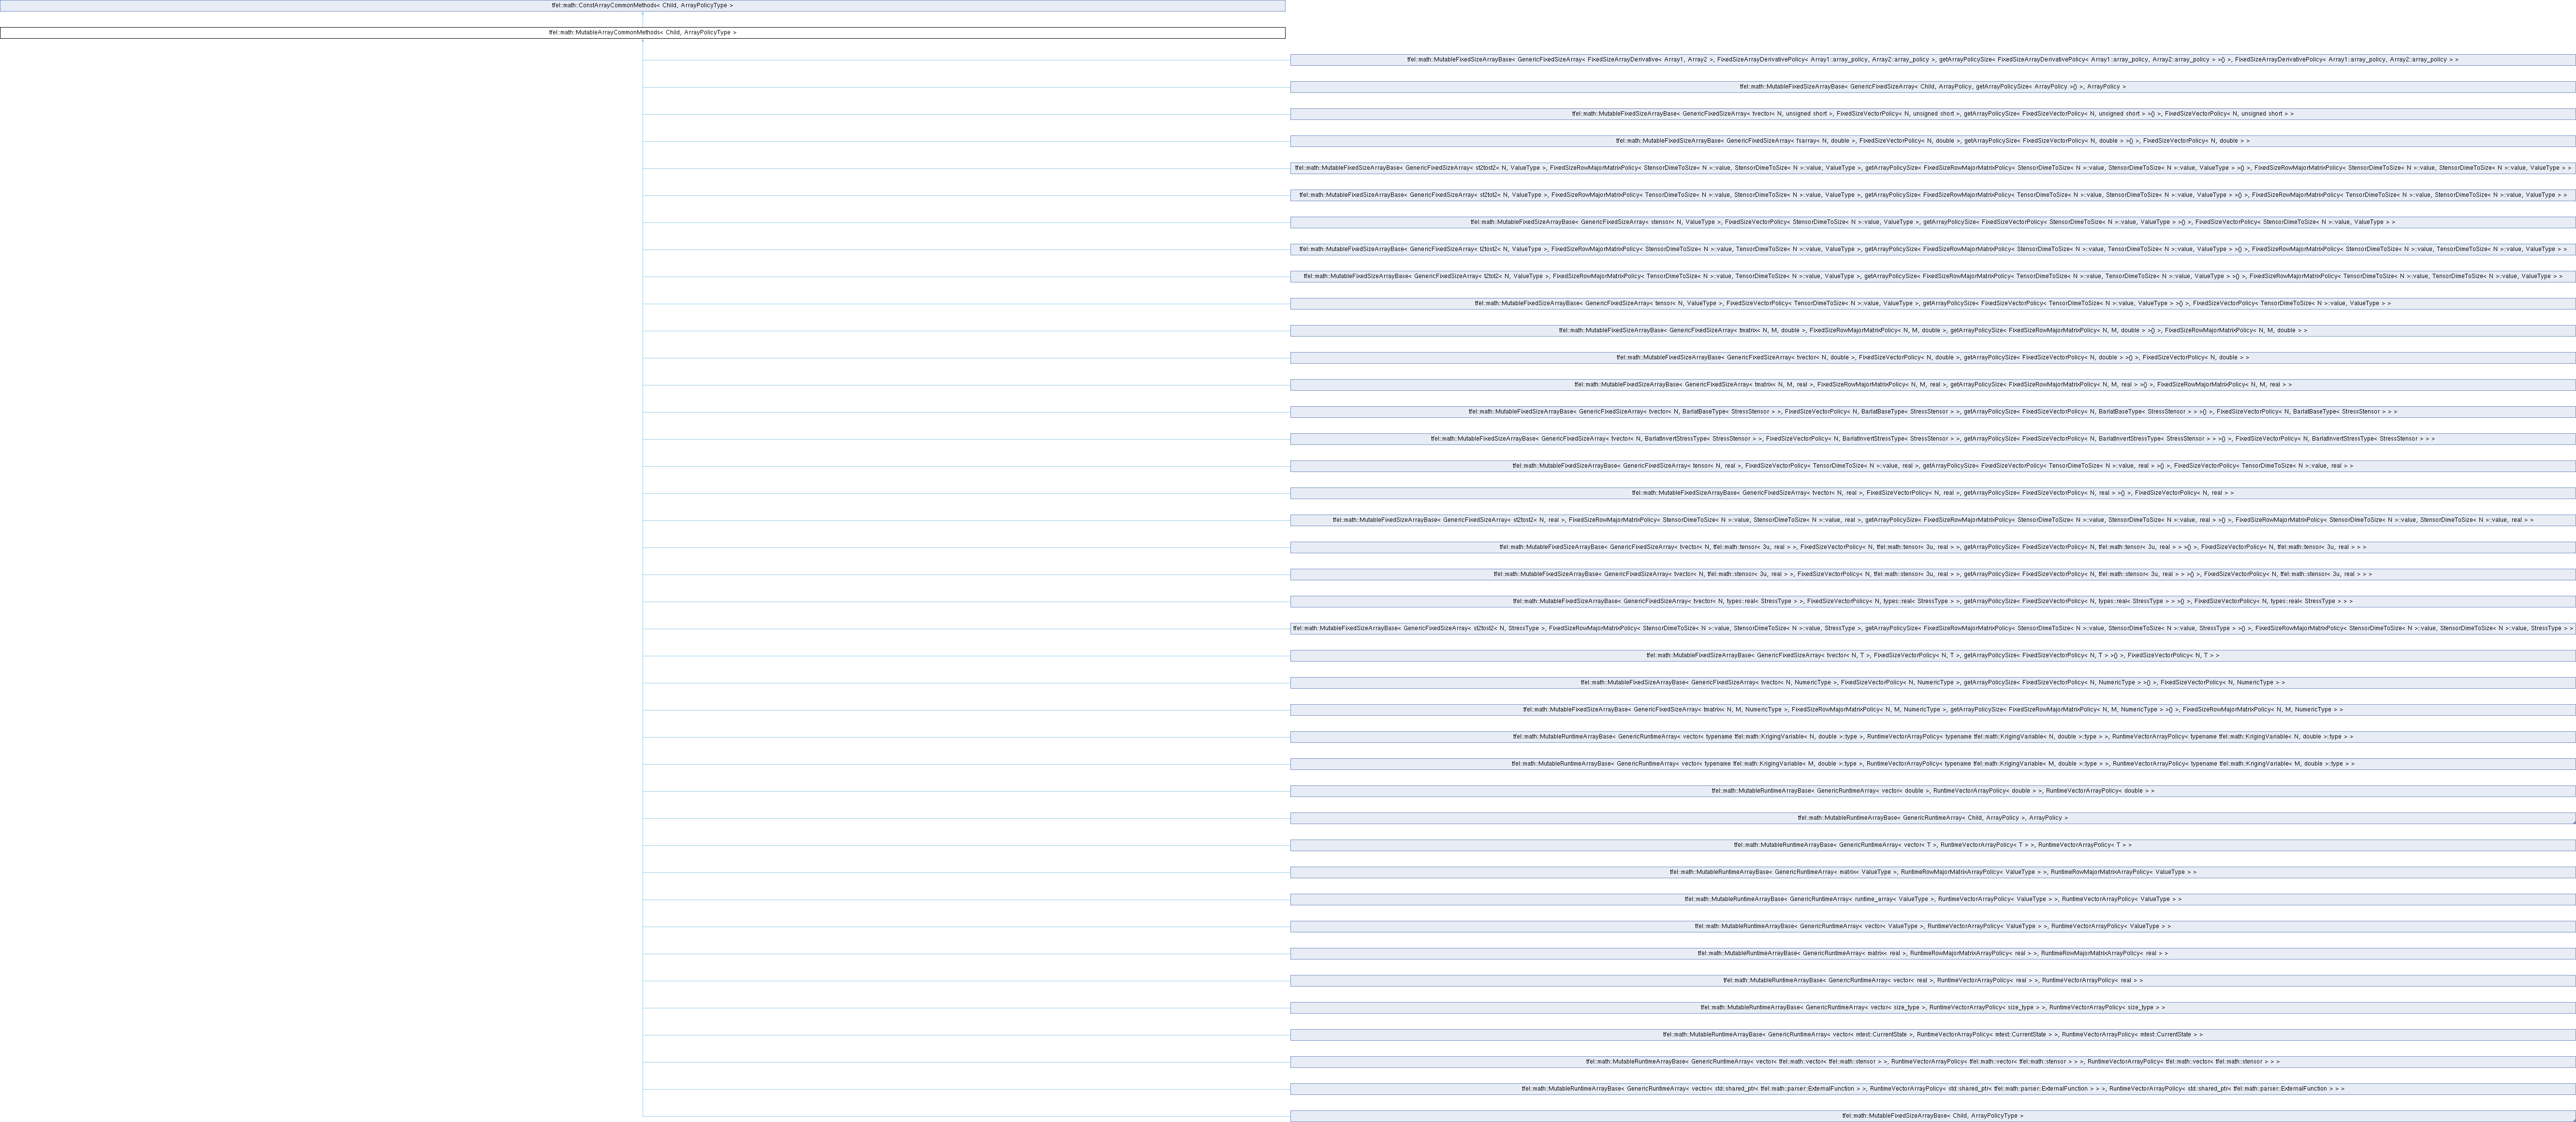 tfel::math::ConstArrayCommonMethods< Child, ArrayPolicyType >
tfel::math::MutableArrayCommonMethods< Child, ArrayPolicyType >
tfel::math::MutableFixedSizeArrayBase< GenericFixedSizeArray< FixedSizeArrayDerivative< Array1, Array2 >, FixedSizeArrayDerivativePolicy< Array1::array_policy, Array2::array_policy >, getArrayPolicySize< FixedSizeArrayDerivativePolicy< Array1::array_policy, Array2::array_policy > >() >, FixedSizeArrayDerivativePolicy< Array1::array_policy, Array2::array_policy > >
tfel::math::MutableFixedSizeArrayBase< GenericFixedSizeArray< Child, ArrayPolicy, getArrayPolicySize< ArrayPolicy >() >, ArrayPolicy >
tfel::math::MutableFixedSizeArrayBase< GenericFixedSizeArray< tvector< N, unsigned short >, FixedSizeVectorPolicy< N, unsigned short >, getArrayPolicySize< FixedSizeVectorPolicy< N, unsigned short > >() >, FixedSizeVectorPolicy< N, unsigned short > >
tfel::math::MutableFixedSizeArrayBase< GenericFixedSizeArray< fsarray< N, double >, FixedSizeVectorPolicy< N, double >, getArrayPolicySize< FixedSizeVectorPolicy< N, double > >() >, FixedSizeVectorPolicy< N, double > >
tfel::math::MutableFixedSizeArrayBase< GenericFixedSizeArray< st2tost2< N, ValueType >, FixedSizeRowMajorMatrixPolicy< StensorDimeToSize< N >::value, StensorDimeToSize< N >::value, ValueType >, getArrayPolicySize< FixedSizeRowMajorMatrixPolicy< StensorDimeToSize< N >::value, StensorDimeToSize< N >::value, ValueType > >() >, FixedSizeRowMajorMatrixPolicy< StensorDimeToSize< N >::value, StensorDimeToSize< N >::value, ValueType > >
tfel::math::MutableFixedSizeArrayBase< GenericFixedSizeArray< st2tot2< N, ValueType >, FixedSizeRowMajorMatrixPolicy< TensorDimeToSize< N >::value, StensorDimeToSize< N >::value, ValueType >, getArrayPolicySize< FixedSizeRowMajorMatrixPolicy< TensorDimeToSize< N >::value, StensorDimeToSize< N >::value, ValueType > >() >, FixedSizeRowMajorMatrixPolicy< TensorDimeToSize< N >::value, StensorDimeToSize< N >::value, ValueType > >
tfel::math::MutableFixedSizeArrayBase< GenericFixedSizeArray< stensor< N, ValueType >, FixedSizeVectorPolicy< StensorDimeToSize< N >::value, ValueType >, getArrayPolicySize< FixedSizeVectorPolicy< StensorDimeToSize< N >::value, ValueType > >() >, FixedSizeVectorPolicy< StensorDimeToSize< N >::value, ValueType > >
tfel::math::MutableFixedSizeArrayBase< GenericFixedSizeArray< t2tost2< N, ValueType >, FixedSizeRowMajorMatrixPolicy< StensorDimeToSize< N >::value, TensorDimeToSize< N >::value, ValueType >, getArrayPolicySize< FixedSizeRowMajorMatrixPolicy< StensorDimeToSize< N >::value, TensorDimeToSize< N >::value, ValueType > >() >, FixedSizeRowMajorMatrixPolicy< StensorDimeToSize< N >::value, TensorDimeToSize< N >::value, ValueType > >
tfel::math::MutableFixedSizeArrayBase< GenericFixedSizeArray< t2tot2< N, ValueType >, FixedSizeRowMajorMatrixPolicy< TensorDimeToSize< N >::value, TensorDimeToSize< N >::value, ValueType >, getArrayPolicySize< FixedSizeRowMajorMatrixPolicy< TensorDimeToSize< N >::value, TensorDimeToSize< N >::value, ValueType > >() >, FixedSizeRowMajorMatrixPolicy< TensorDimeToSize< N >::value, TensorDimeToSize< N >::value, ValueType > >
tfel::math::MutableFixedSizeArrayBase< GenericFixedSizeArray< tensor< N, ValueType >, FixedSizeVectorPolicy< TensorDimeToSize< N >::value, ValueType >, getArrayPolicySize< FixedSizeVectorPolicy< TensorDimeToSize< N >::value, ValueType > >() >, FixedSizeVectorPolicy< TensorDimeToSize< N >::value, ValueType > >
tfel::math::MutableFixedSizeArrayBase< GenericFixedSizeArray< tmatrix< N, M, double >, FixedSizeRowMajorMatrixPolicy< N, M, double >, getArrayPolicySize< FixedSizeRowMajorMatrixPolicy< N, M, double > >() >, FixedSizeRowMajorMatrixPolicy< N, M, double > >
tfel::math::MutableFixedSizeArrayBase< GenericFixedSizeArray< tvector< N, double >, FixedSizeVectorPolicy< N, double >, getArrayPolicySize< FixedSizeVectorPolicy< N, double > >() >, FixedSizeVectorPolicy< N, double > >
tfel::math::MutableFixedSizeArrayBase< GenericFixedSizeArray< tmatrix< N, M, real >, FixedSizeRowMajorMatrixPolicy< N, M, real >, getArrayPolicySize< FixedSizeRowMajorMatrixPolicy< N, M, real > >() >, FixedSizeRowMajorMatrixPolicy< N, M, real > >
tfel::math::MutableFixedSizeArrayBase< GenericFixedSizeArray< tvector< N, BarlatBaseType< StressStensor > >, FixedSizeVectorPolicy< N, BarlatBaseType< StressStensor > >, getArrayPolicySize< FixedSizeVectorPolicy< N, BarlatBaseType< StressStensor > > >() >, FixedSizeVectorPolicy< N, BarlatBaseType< StressStensor > > >
tfel::math::MutableFixedSizeArrayBase< GenericFixedSizeArray< tvector< N, BarlatInvertStressType< StressStensor > >, FixedSizeVectorPolicy< N, BarlatInvertStressType< StressStensor > >, getArrayPolicySize< FixedSizeVectorPolicy< N, BarlatInvertStressType< StressStensor > > >() >, FixedSizeVectorPolicy< N, BarlatInvertStressType< StressStensor > > >
tfel::math::MutableFixedSizeArrayBase< GenericFixedSizeArray< tensor< N, real >, FixedSizeVectorPolicy< TensorDimeToSize< N >::value, real >, getArrayPolicySize< FixedSizeVectorPolicy< TensorDimeToSize< N >::value, real > >() >, FixedSizeVectorPolicy< TensorDimeToSize< N >::value, real > >
tfel::math::MutableFixedSizeArrayBase< GenericFixedSizeArray< tvector< N, real >, FixedSizeVectorPolicy< N, real >, getArrayPolicySize< FixedSizeVectorPolicy< N, real > >() >, FixedSizeVectorPolicy< N, real > >
tfel::math::MutableFixedSizeArrayBase< GenericFixedSizeArray< st2tost2< N, real >, FixedSizeRowMajorMatrixPolicy< StensorDimeToSize< N >::value, StensorDimeToSize< N >::value, real >, getArrayPolicySize< FixedSizeRowMajorMatrixPolicy< StensorDimeToSize< N >::value, StensorDimeToSize< N >::value, real > >() >, FixedSizeRowMajorMatrixPolicy< StensorDimeToSize< N >::value, StensorDimeToSize< N >::value, real > >
tfel::math::MutableFixedSizeArrayBase< GenericFixedSizeArray< tvector< N, tfel::math::tensor< 3u, real > >, FixedSizeVectorPolicy< N, tfel::math::tensor< 3u, real > >, getArrayPolicySize< FixedSizeVectorPolicy< N, tfel::math::tensor< 3u, real > > >() >, FixedSizeVectorPolicy< N, tfel::math::tensor< 3u, real > > >
tfel::math::MutableFixedSizeArrayBase< GenericFixedSizeArray< tvector< N, tfel::math::stensor< 3u, real > >, FixedSizeVectorPolicy< N, tfel::math::stensor< 3u, real > >, getArrayPolicySize< FixedSizeVectorPolicy< N, tfel::math::stensor< 3u, real > > >() >, FixedSizeVectorPolicy< N, tfel::math::stensor< 3u, real > > >
tfel::math::MutableFixedSizeArrayBase< GenericFixedSizeArray< tvector< N, types::real< StressType > >, FixedSizeVectorPolicy< N, types::real< StressType > >, getArrayPolicySize< FixedSizeVectorPolicy< N, types::real< StressType > > >() >, FixedSizeVectorPolicy< N, types::real< StressType > > >
tfel::math::MutableFixedSizeArrayBase< GenericFixedSizeArray< st2tost2< N, StressType >, FixedSizeRowMajorMatrixPolicy< StensorDimeToSize< N >::value, StensorDimeToSize< N >::value, StressType >, getArrayPolicySize< FixedSizeRowMajorMatrixPolicy< StensorDimeToSize< N >::value, StensorDimeToSize< N >::value, StressType > >() >, FixedSizeRowMajorMatrixPolicy< StensorDimeToSize< N >::value, StensorDimeToSize< N >::value, StressType > >
tfel::math::MutableFixedSizeArrayBase< GenericFixedSizeArray< tvector< N, T >, FixedSizeVectorPolicy< N, T >, getArrayPolicySize< FixedSizeVectorPolicy< N, T > >() >, FixedSizeVectorPolicy< N, T > >
tfel::math::MutableFixedSizeArrayBase< GenericFixedSizeArray< tvector< N, NumericType >, FixedSizeVectorPolicy< N, NumericType >, getArrayPolicySize< FixedSizeVectorPolicy< N, NumericType > >() >, FixedSizeVectorPolicy< N, NumericType > >
tfel::math::MutableFixedSizeArrayBase< GenericFixedSizeArray< tmatrix< N, M, NumericType >, FixedSizeRowMajorMatrixPolicy< N, M, NumericType >, getArrayPolicySize< FixedSizeRowMajorMatrixPolicy< N, M, NumericType > >() >, FixedSizeRowMajorMatrixPolicy< N, M, NumericType > >
tfel::math::MutableRuntimeArrayBase< GenericRuntimeArray< vector< typename tfel::math::KrigingVariable< N, double >::type >, RuntimeVectorArrayPolicy< typename tfel::math::KrigingVariable< N, double >::type > >, RuntimeVectorArrayPolicy< typename tfel::math::KrigingVariable< N, double >::type > >
tfel::math::MutableRuntimeArrayBase< GenericRuntimeArray< vector< typename tfel::math::KrigingVariable< M, double >::type >, RuntimeVectorArrayPolicy< typename tfel::math::KrigingVariable< M, double >::type > >, RuntimeVectorArrayPolicy< typename tfel::math::KrigingVariable< M, double >::type > >
tfel::math::MutableRuntimeArrayBase< GenericRuntimeArray< vector< double >, RuntimeVectorArrayPolicy< double > >, RuntimeVectorArrayPolicy< double > >
tfel::math::MutableRuntimeArrayBase< GenericRuntimeArray< Child, ArrayPolicy >, ArrayPolicy >
tfel::math::MutableRuntimeArrayBase< GenericRuntimeArray< vector< T >, RuntimeVectorArrayPolicy< T > >, RuntimeVectorArrayPolicy< T > >
tfel::math::MutableRuntimeArrayBase< GenericRuntimeArray< matrix< ValueType >, RuntimeRowMajorMatrixArrayPolicy< ValueType > >, RuntimeRowMajorMatrixArrayPolicy< ValueType > >
tfel::math::MutableRuntimeArrayBase< GenericRuntimeArray< runtime_array< ValueType >, RuntimeVectorArrayPolicy< ValueType > >, RuntimeVectorArrayPolicy< ValueType > >
tfel::math::MutableRuntimeArrayBase< GenericRuntimeArray< vector< ValueType >, RuntimeVectorArrayPolicy< ValueType > >, RuntimeVectorArrayPolicy< ValueType > >
tfel::math::MutableRuntimeArrayBase< GenericRuntimeArray< matrix< real >, RuntimeRowMajorMatrixArrayPolicy< real > >, RuntimeRowMajorMatrixArrayPolicy< real > >
tfel::math::MutableRuntimeArrayBase< GenericRuntimeArray< vector< real >, RuntimeVectorArrayPolicy< real > >, RuntimeVectorArrayPolicy< real > >
tfel::math::MutableRuntimeArrayBase< GenericRuntimeArray< vector< size_type >, RuntimeVectorArrayPolicy< size_type > >, RuntimeVectorArrayPolicy< size_type > >
tfel::math::MutableRuntimeArrayBase< GenericRuntimeArray< vector< mtest::CurrentState >, RuntimeVectorArrayPolicy< mtest::CurrentState > >, RuntimeVectorArrayPolicy< mtest::CurrentState > >
tfel::math::MutableRuntimeArrayBase< GenericRuntimeArray< vector< tfel::math::vector< tfel::math::stensor > >, RuntimeVectorArrayPolicy< tfel::math::vector< tfel::math::stensor > > >, RuntimeVectorArrayPolicy< tfel::math::vector< tfel::math::stensor > > >
tfel::math::MutableRuntimeArrayBase< GenericRuntimeArray< vector< std::shared_ptr< tfel::math::parser::ExternalFunction > >, RuntimeVectorArrayPolicy< std::shared_ptr< tfel::math::parser::ExternalFunction > > >, RuntimeVectorArrayPolicy< std::shared_ptr< tfel::math::parser::ExternalFunction > > >
tfel::math::MutableFixedSizeArrayBase< Child, ArrayPolicyType >